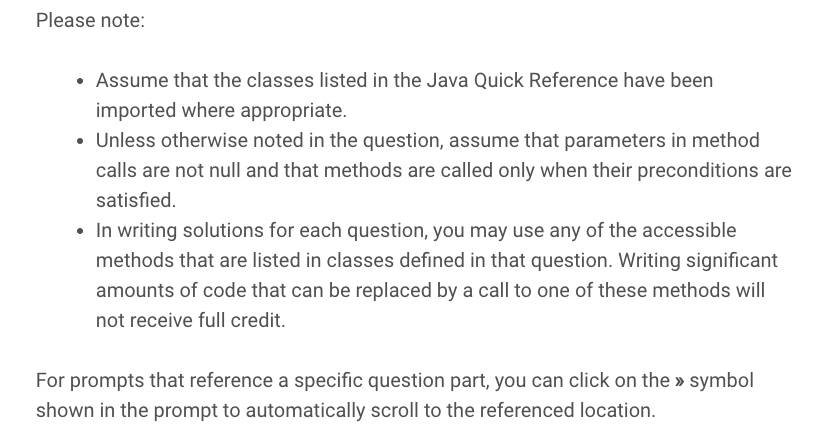 Please note:
• Assume that the classes listed in the Java Quick Reference have been
imported where appropriate.
• Unless otherwise noted in the question, assume that parameters in method
calls are not null and that methods are called only when their preconditions are
satisfied.
• In writing solutions for each question, you may use any of the accessible
methods that are listed in classes defined in that question. Writing significant
amounts of code that can be replaced by a call to one of these methods will
not receive full credit.
For prompts that reference a specific question part, you can click on the » symbol
shown in the prompt to automatically scroll to the referenced location.